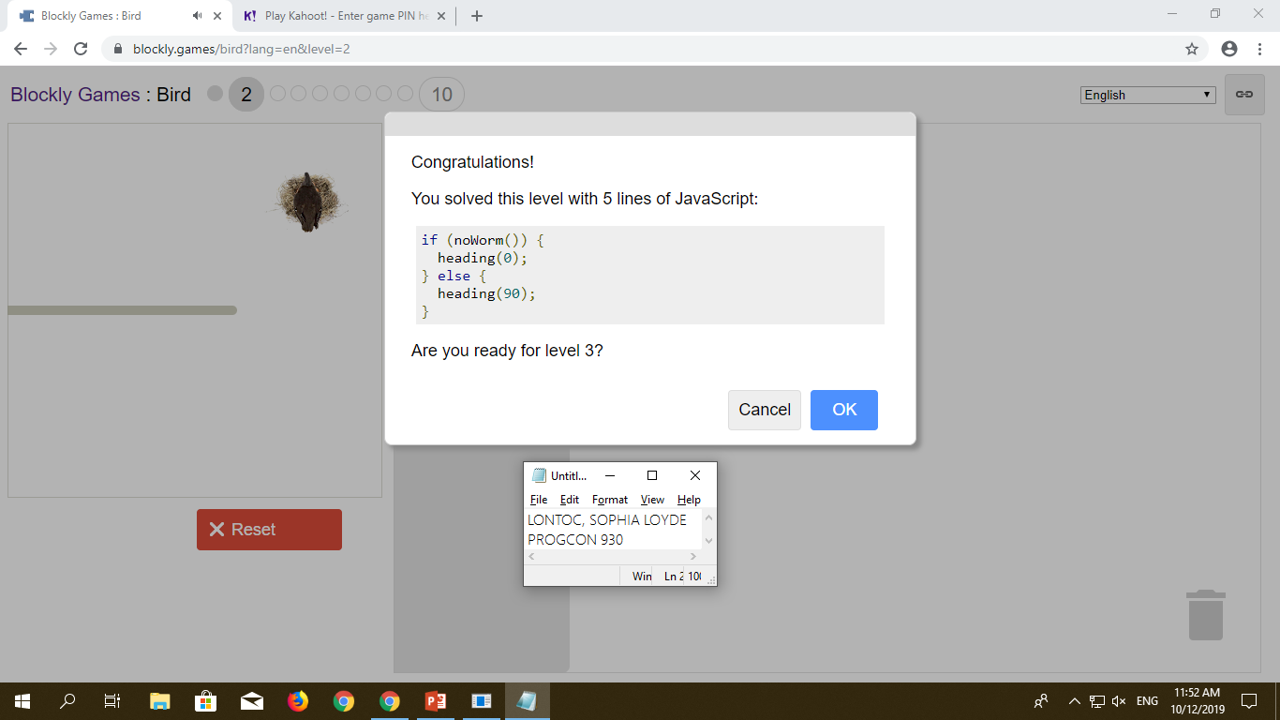 Blockly Games : Bird
Play Kahoot! - Enter game PIN he
blockly.games/bird?lang=en&level=2
Blockly Games : Bird 2 10
English
Congratulations!
You solved this level with 5 lines of JavaScript:
if (noWorm()) {
  heading(0);
} else {
  heading(90);
}
Are you ready for level 3?
Cancel OK
Reset
Untitl...
File Edit Format View Help
LONTOC, SOPHIA LOYDE
PROGCON 930
Win Ln 2 100
ENG
11:52 AM
10/12/2019